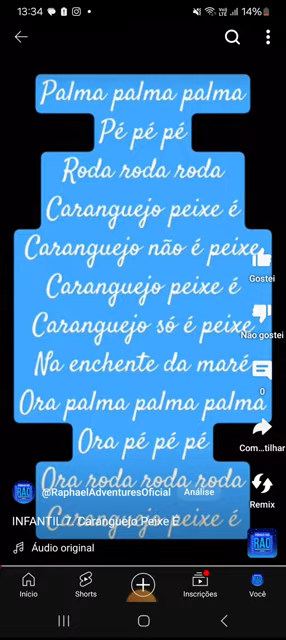 13:34
14%
Palma palma palma
Pé pé pé
Roda roda roda
Caranguejo peixe é
Caranguejo não é peixe
Caranguejo peixe é
Caranguejo só é peixe
Na enchente da maré
Ora palma palma palma
Ora pé pé pé
Ora roda roda roda
Caranguejo peixe é
Gostei
Não gostei
0
Com...tilhar
Remix
@RaphaelAdventuresOficial
Análise
INFANTIL 7. Caranguejo Peixe É
Áudio original
Início
Shorts
Inscrições
Você